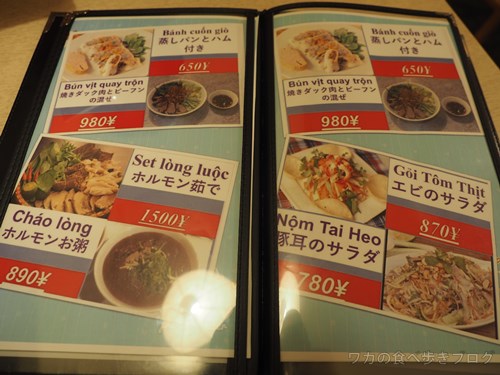 Bánh cuốn giò
蒸しパンとハム
付き
650¥
Bún vịt quay trộn
焼きダック肉とビーフン
の混ぜ
980¥
Set lòng luộc
ホルモン茹で
1500¥
Cháo lòng
ホルモンお粥
890¥
Bánh cuốn giò
蒸しパンとハム
付き
650¥
Bún vịt quay trộn
焼きダック肉とビーフン
の混ぜ
980¥
Gỏi Tôm Thịt
エビのサラダ
870¥
Nộm Tai Heo
豚耳のサラダ
780¥
ワガの食べ歩きブログ